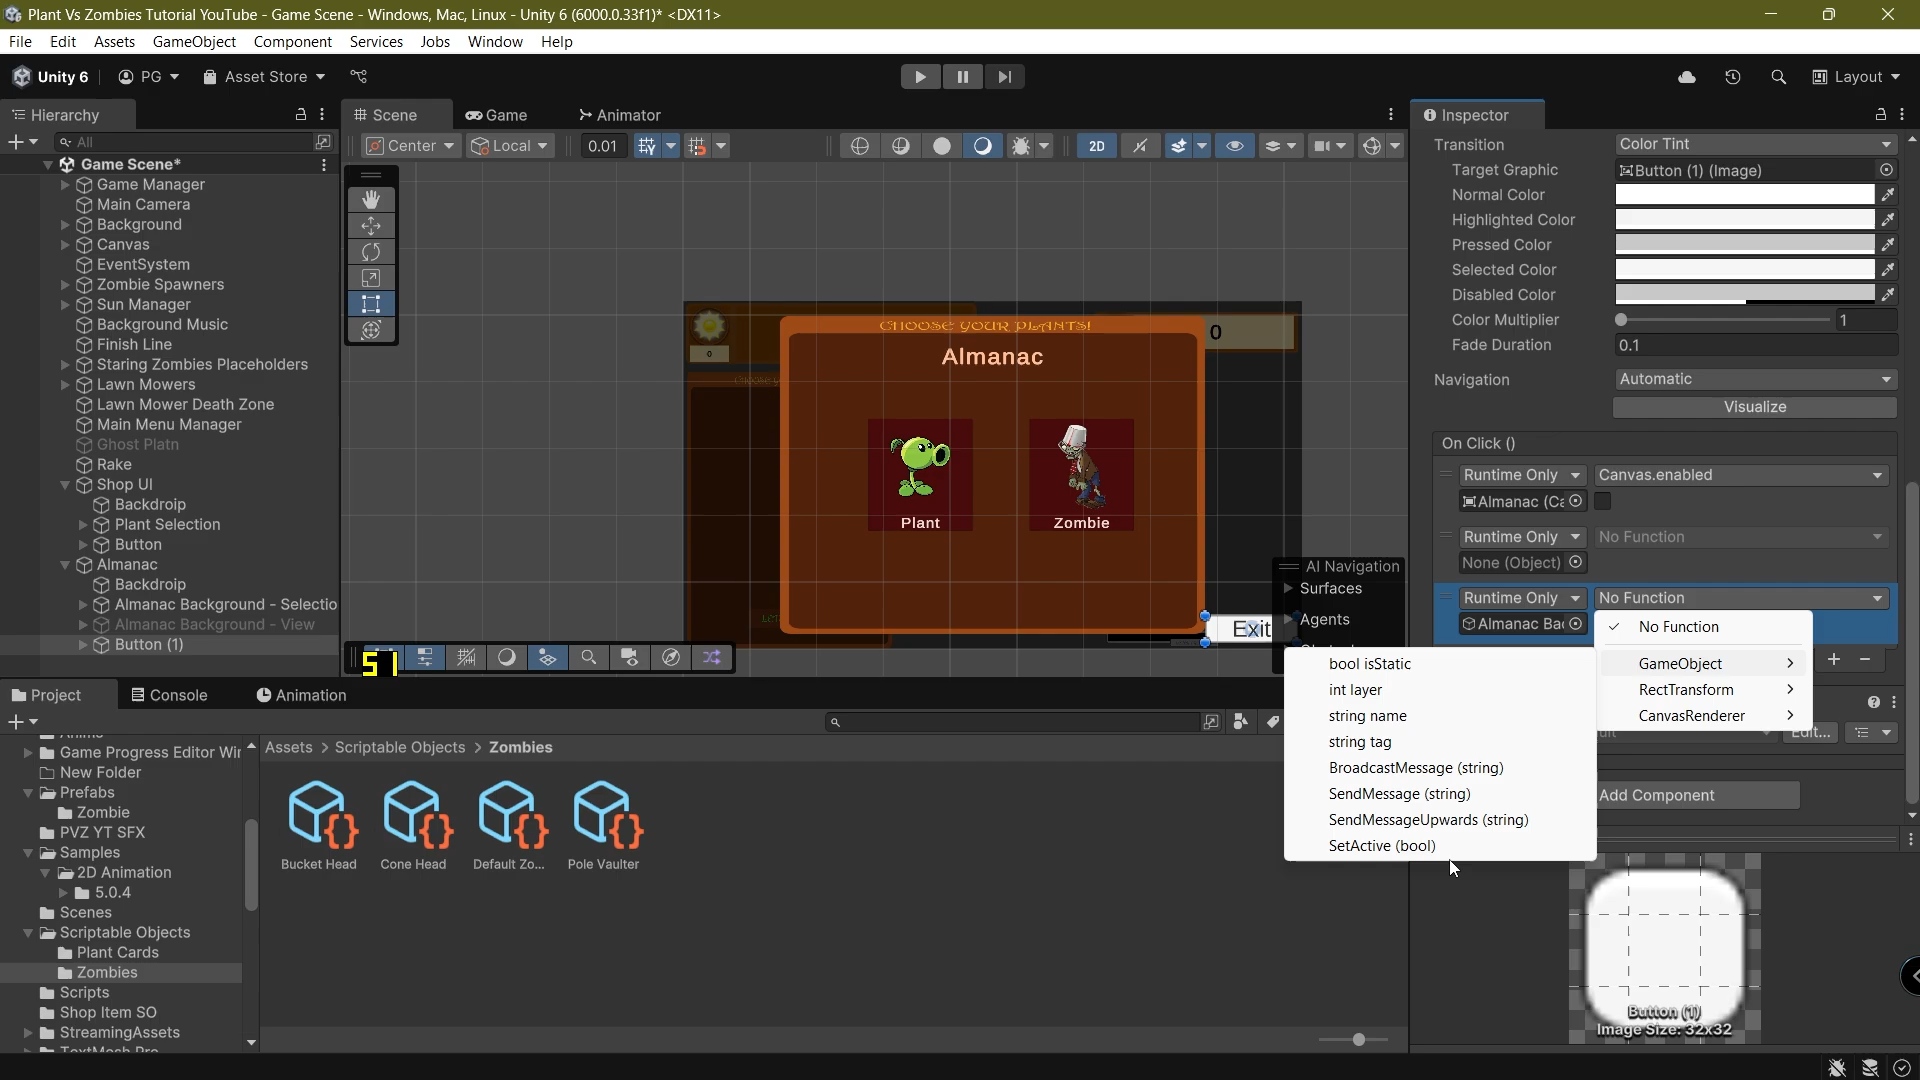 Plant Vs Zombies Tutorial YouTube - Game Scene - Windows, Mac, Linux - Unity 6 (6000.0.33f1)* <DX11>
File Edit Assets GameObject Component Services Jobs Window Help
Unity 6 PG Asset Store Layout
Hierarchy
All
Game Scene*
Game Manager
Main Camera
Background
Canvas
EventSystem
Zombie Spawners
Sun Manager
Background Music
Finish Line
Staring Zombies Placeholders
Lawn Mowers
Lawn Mower Death Zone
Main Menu Manager
Ghost Platn
Rake
Shop UI
Backdroip
Plant Selection
Button
Almanac
Backdroip
Almanac Background - Selectio
Almanac Background - View
Button (1)
Scene Game Animator
Center Local 0.01 2D
0
0
CHOOSE YOUR PLANTS!
Almanac
Plant
Zombie
Exit
AI Navigation
Surfaces
Agents
51
Inspector
Transition Color Tint
Target Graphic Button (1) (Image)
Normal Color
Highlighted Color
Pressed Color
Selected Color
Disabled Color
Color Multiplier 1
Fade Duration 0.1
Navigation Automatic
Visualize
On Click ()
Runtime Only Canvas.enabled
Almanac (Ca
Runtime Only No Function
None (Object)
Runtime Only No Function
Almanac Bac
No Function
GameObject
RectTransform
CanvasRenderer
bool isStatic
int layer
string name
string tag
BroadcastMessage (string)
SendMessage (string)
SendMessageUpwards (string)
SetActive (bool)
Edit...
Add Component
Button (1)
Image Size: 32x32
Project Console Animation
Game Progress Editor Wir
New Folder
Prefabs
Zombie
PVZ YT SFX
Samples
2D Animation
5.0.4
Scenes
Scriptable Objects
Plant Cards
Zombies
Scripts
Shop Item SO
StreamingAssets
Assets > Scriptable Objects > Zombies
Bucket Head
Cone Head
Default Zo...
Pole Vaulter